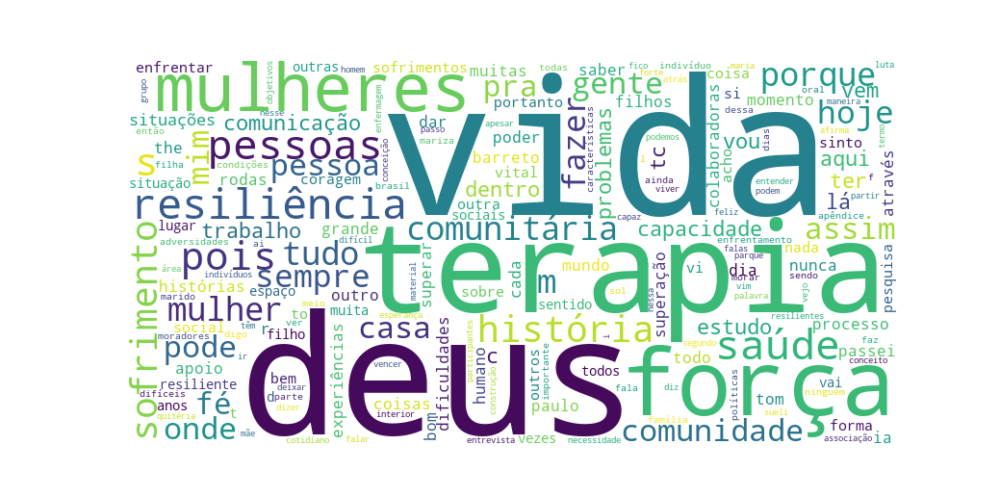 enfrentar
outras
homem
sofrimentos
muitas
todas
saber
fico
indivíduo
maria
luta
mulheres
objetivos
pra
gente
forte
coisa
atrás
porque
vem
grupo
portanto
filhos
si
momento
oral
maneira
hoje
situações
nesse
comunicação
enfermagem
vida
dar
apesar
poder
características
problemas
podemos
colaboradoras
dessa
vou
dias
afirma
termo
então
the
mim
pessoas
passo
mariza
fazer
tc
i
acho
sinto
s
filha
condições
pessoa
conceição
barreto
vital
ainda
viver
entender
podem
aqui
através
situação
rodas
coragem
brasil
dentro
ter
f
partir
resiliência
outra
sociais
capaz
feliz
lá
apêndice
lugar
trabalho
grande
comunitária
capacidade
assim
sofrimento
adversidades
ai
difícil
terapia
enfrentamento
falas
parque
nada
pois
tudo
superar
cada
mundo
superação
vi
dia
nunca
pesquisa
área
indivíduos
sempre
material
sobre
m
nessa
morar
sendo
histórias
espaço
outro
sentido
sol
vim
palavra
vejo
marido
mulher
meio
muita
esperança
social
to
casa
história
resilientes
estudo
processo
moradores
têm
r
filho
ver
deus
pode
digo
ir
experiências
dificuldades
participantes
humano
c
outros
importante
segundo
todo
saúde
passei
faz
conceito
apoio
bem
vencer
todos
força
resiliente
d
deixar
parte
construção
fala
diz
políticas
vai
ninguém
difíceis
anos
fé
t
coisas
bom
paulo
tom
quitéria
dizer
interior
família
sueli
forma
onde
mãe
cotidiano
falar
entrevista
vezes
necessidade
comunidade
associação
ia